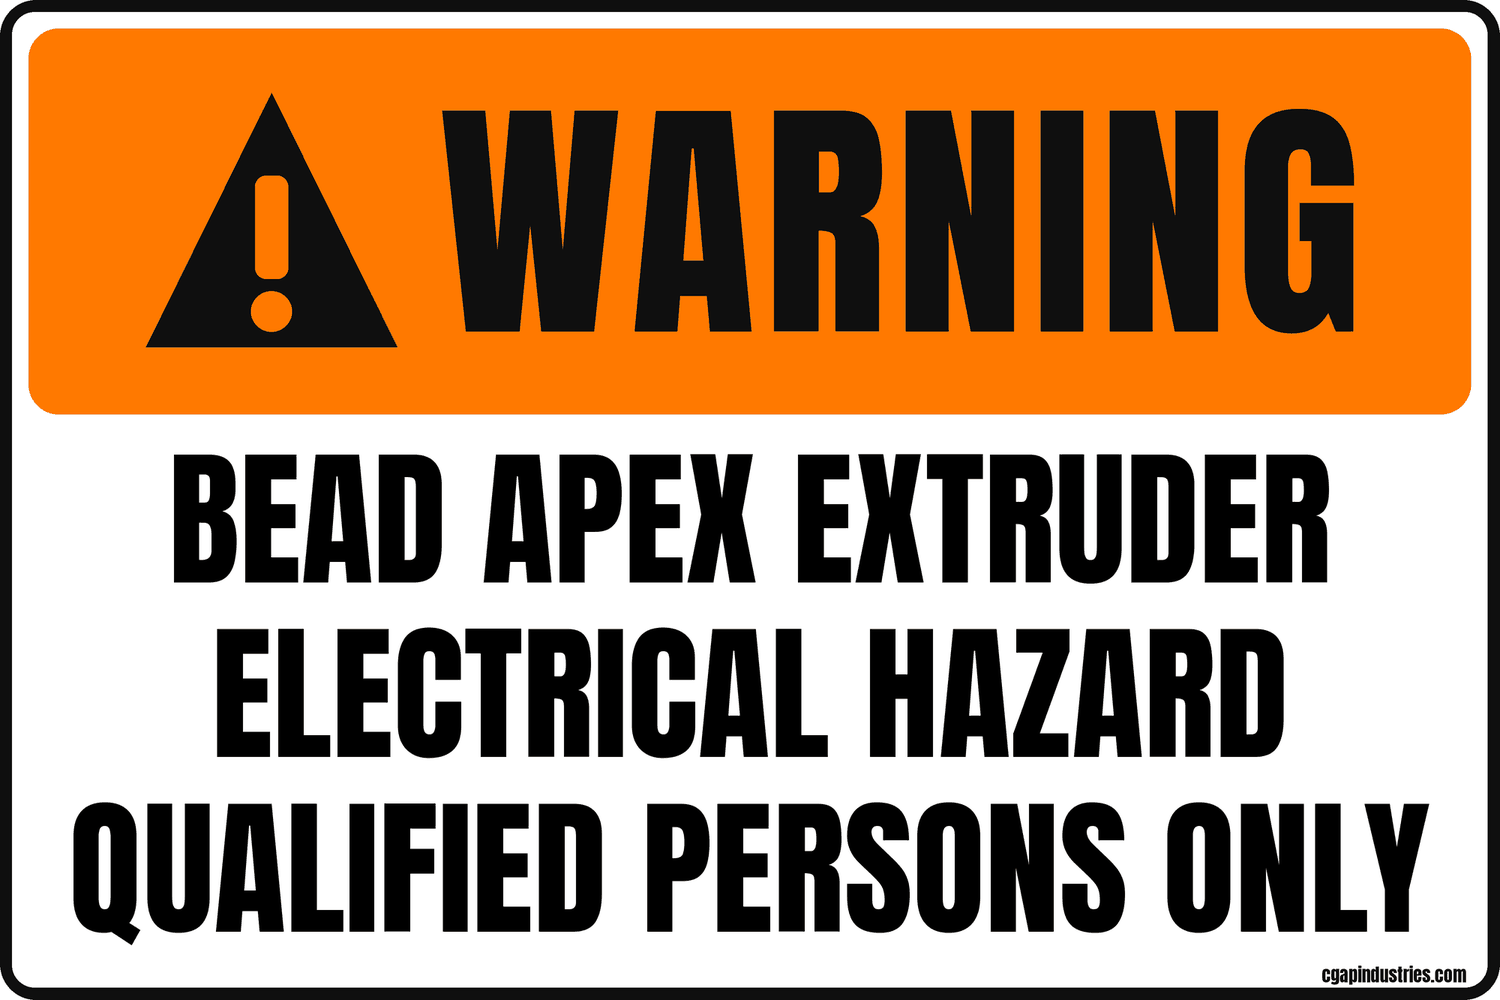 WARNING
BEAD APEX EXTRUDER
ELECTRICAL HAZARD
QUALIFIED PERSONS ONLY
cgapindustries.com